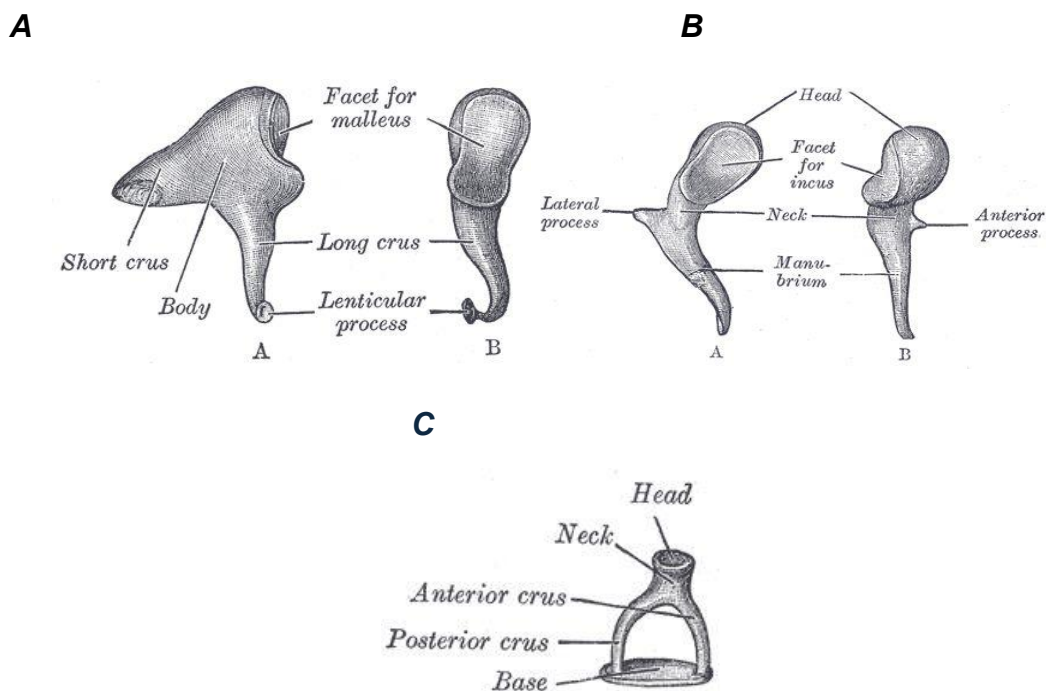 A
B
Facet for
malleus
Short crus
Body
Long crus
Lenticular
process
A
B
Head
Facet
for
incus
Lateral
process
Neck
Anterior
process.
Manu-
brium
A
B
C
Head
Neck
Anterior crus
Posterior crus
Base